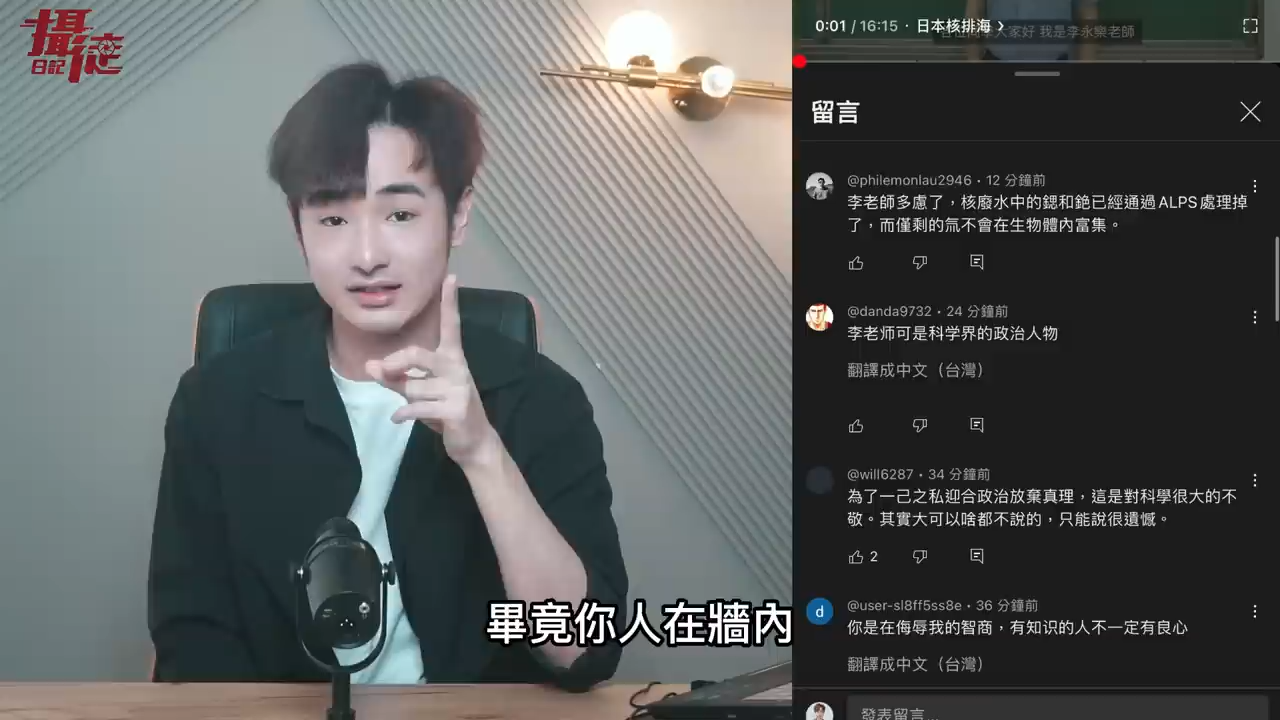 攝徒
日記
0:01 / 16:15 · 日本核排海 ›
家好 我是李永樂老師
留言
@philemonlau2946 · 12 分鐘前
李老師多慮了，核廢水中的鍶和銫已經通過ALPS處理掉
了，而僅剩的氚不會在生物體內富集。
@danda9732 · 24 分鐘前
李老师可是科学界的政治人物
翻譯成中文（台灣）
@will6287 · 34 分鐘前
為了一己之私迎合政治放棄真理，這是對科學很大的不
敬。其實大可以啥都不說的，只能說很遺憾。
2
d
@user-sl8ff5ss8e · 36 分鐘前
你是在侮辱我的智商，有知识的人不一定有良心
翻譯成中文（台灣）
發表留言...
畢竟你人在牆內